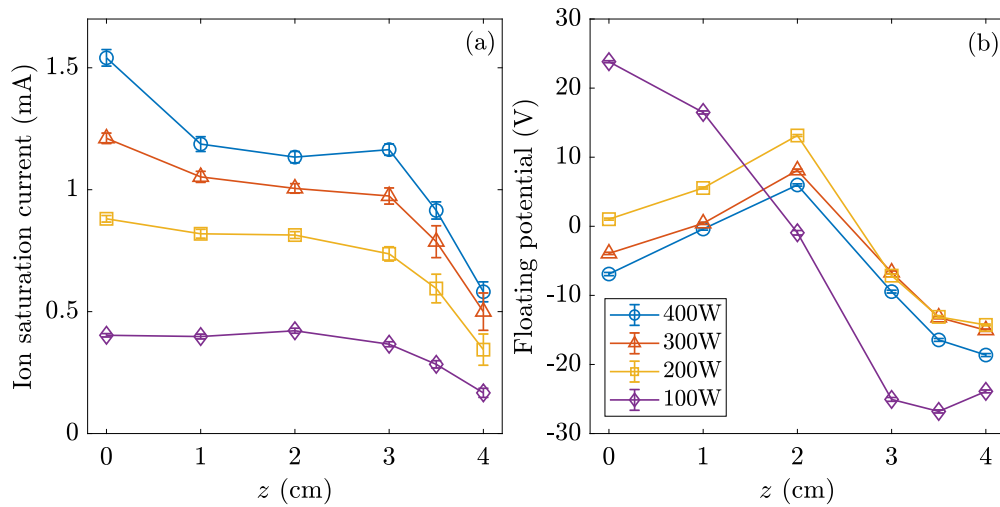 (a)
Ion saturation current (mA)
1.5
1
0.5
0
0 1 2 3 4
z (cm)
(b)
Floating potential (V)
30
20
10
0
-10
-20
-30
400W
300W
200W
100W
0 1 2 3 4
z (cm)